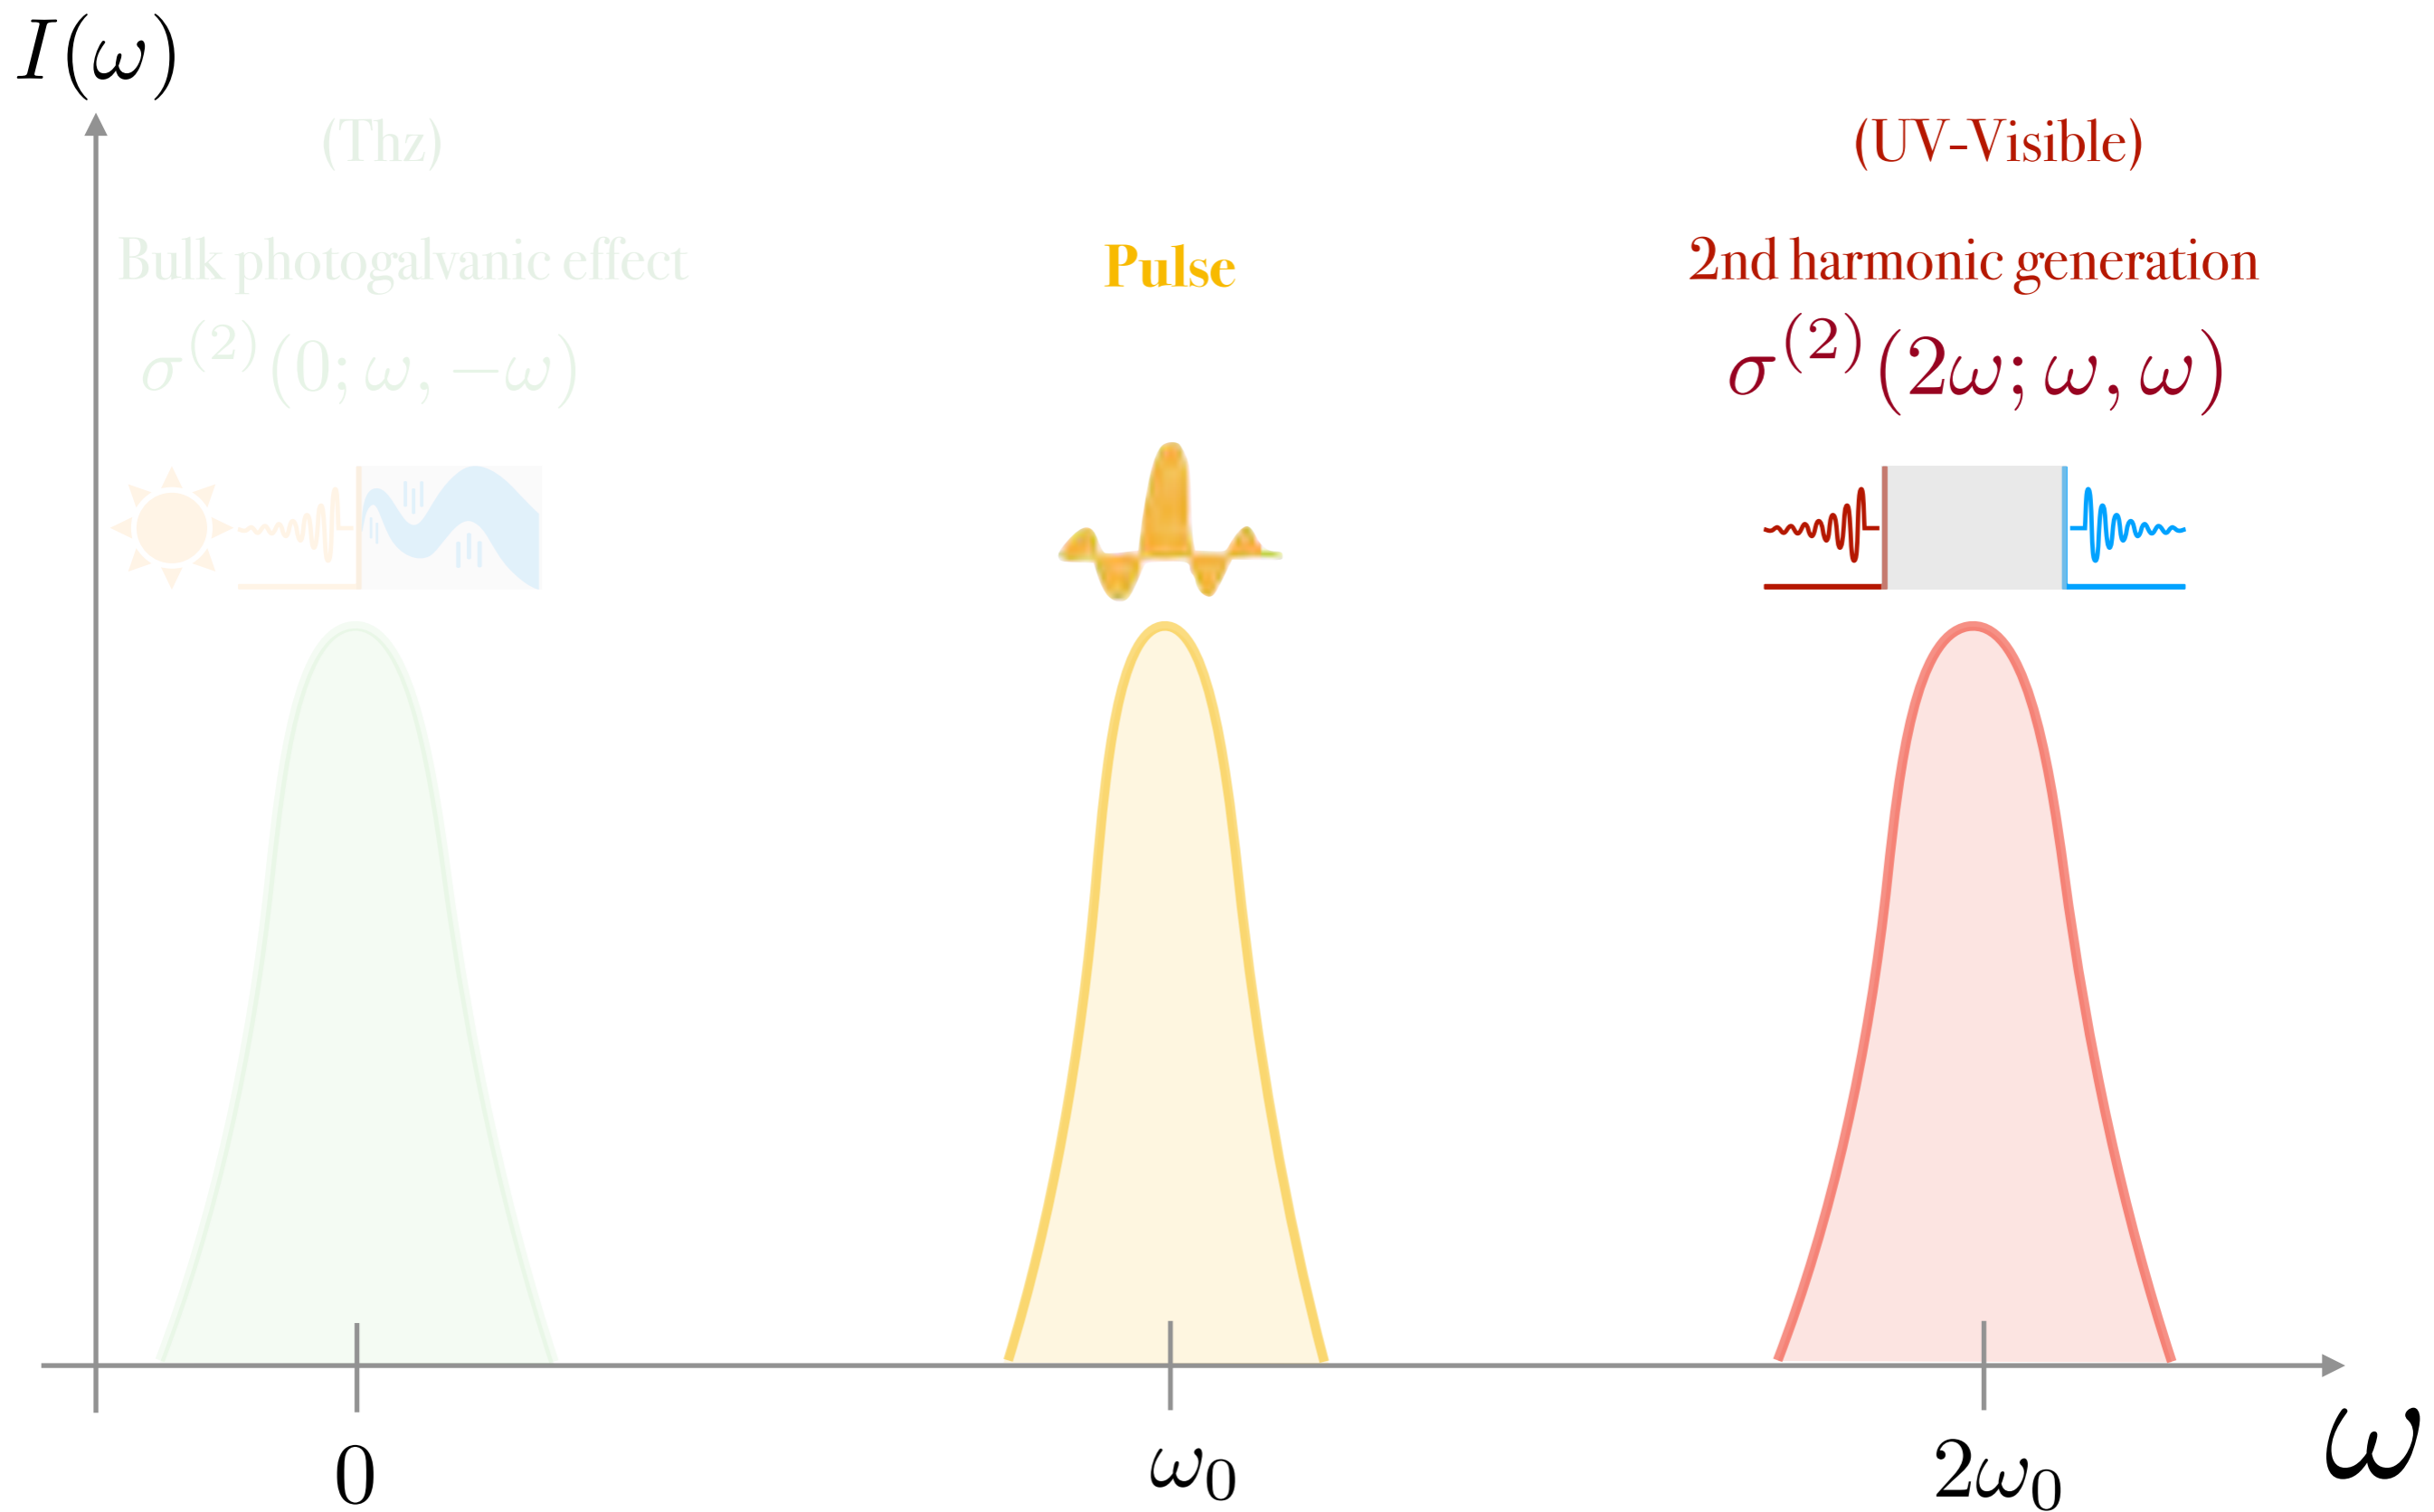 I(ω)
(Thz)
(UV-Visible)
Bulk photogalvanic effect
Pulse
2nd harmonic generation
σ⁽²⁾(0; ω, −ω)
σ⁽²⁾(2ω; ω, ω)
0
ω₀
2ω₀
ω